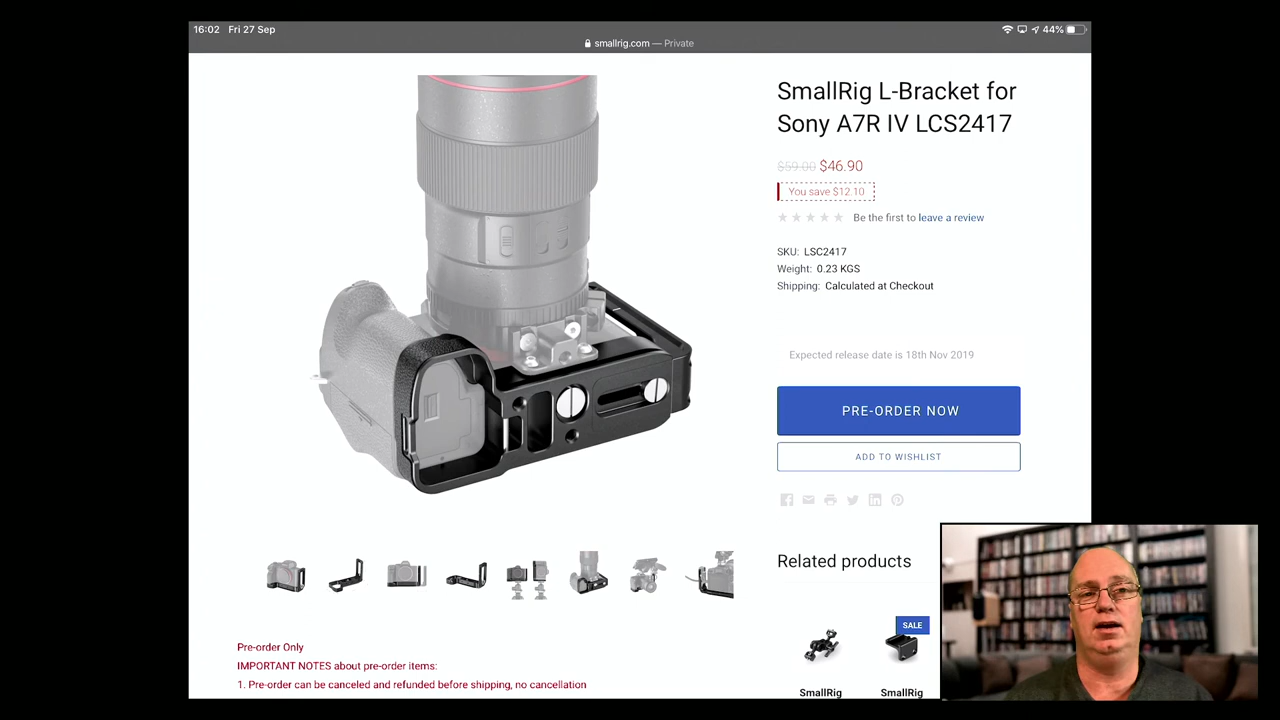 16:02 Fri 27 Sep
44%
smallrig.com — Private
SmallRig L-Bracket for
Sony A7R IV LCS2417
$59.00 $46.90
You save $12.10
Be the first to leave a review
SKU: LSC2417
Weight: 0.23 KGS
Shipping: Calculated at Checkout
Expected release date is 18th Nov 2019
PRE-ORDER NOW
ADD TO WISHLIST
Related products
SALE
SmallRig
SmallRig
Pre-order Only
IMPORTANT NOTES about pre-order items:
1. Pre-order can be canceled and refunded before shipping, no cancellation